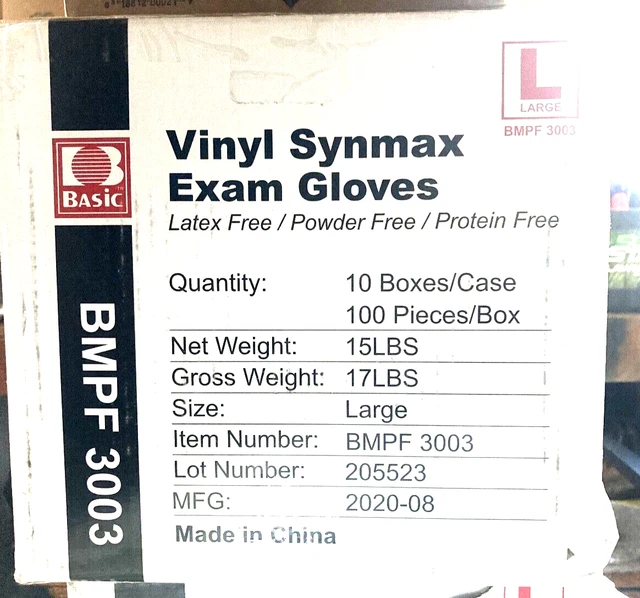 L
LARGE
BMPF 3003
BASIC
Vinyl Synmax
Exam Gloves
Latex Free / Powder Free / Protein Free
Quantity: 10 Boxes/Case
100 Pieces/Box
Net Weight: 15LBS
Gross Weight: 17LBS
Size: Large
Item Number: BMPF 3003
Lot Number: 205523
MFG: 2020-08
Made in China
BMPF 3003